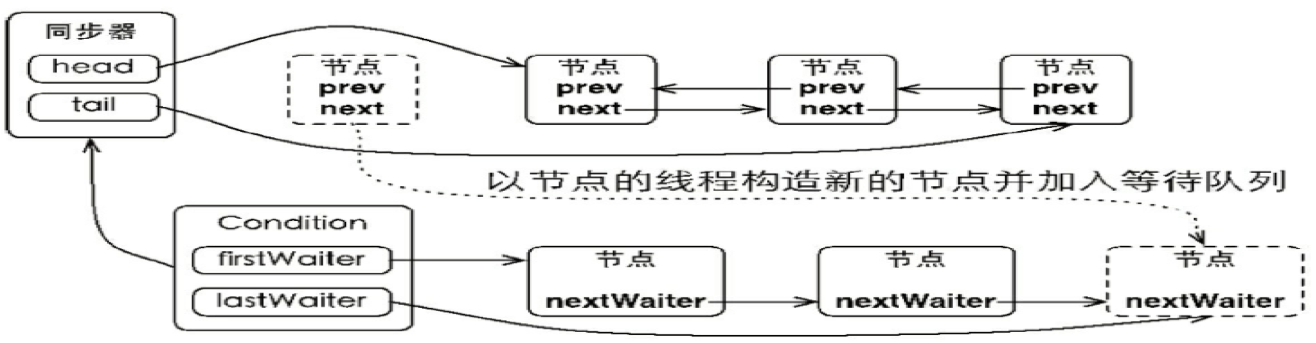 同步器
head
tail
节点
prev
next
节点
prev
next
节点
prev
next
节点
prev
next
以节点的线程构造新的节点并加入等待队列
Condition
firstWaiter
lastWaiter
节点
nextWaiter
节点
nextWaiter
节点
nextWaiter